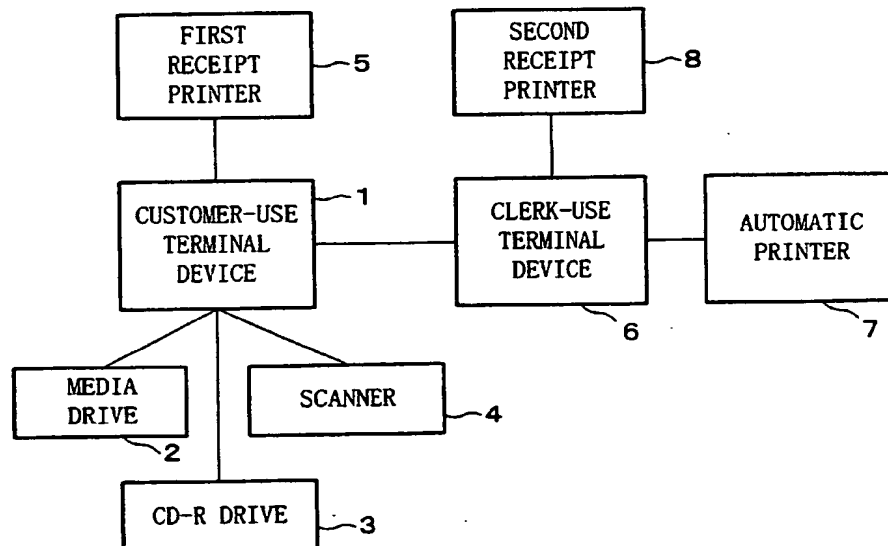 FIRST
RECEIPT
PRINTER
5
SECOND
RECEIPT
PRINTER
8
1
CUSTOMER-USE
TERMINAL
DEVICE
CLERK-USE
TERMINAL
DEVICE
6
AUTOMATIC
PRINTER
7
MEDIA
DRIVE
2
SCANNER
4
CD-R DRIVE
3